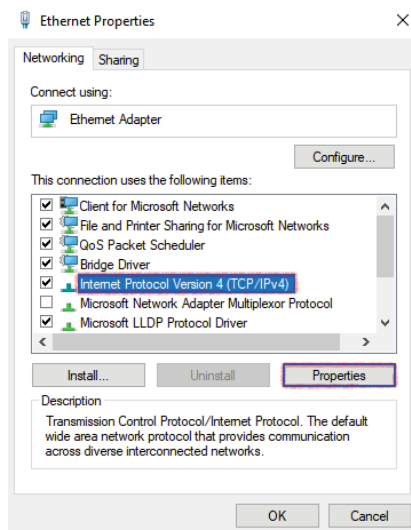 Ethernet Properties
Networking
Sharing
Connect using:
Ethernet Adapter
Configure...
This connection uses the following items:
Client for Microsoft Networks
File and Printer Sharing for Microsoft Networks
QoS Packet Scheduler
Bridge Driver
Internet Protocol Version 4 (TCP/IPv4)
Microsoft Network Adapter Multiplexor Protocol
Microsoft LLDP Protocol Driver
Install...
Uninstall
Properties
Description
Transmission Control Protocol/Internet Protocol. The default
wide area network protocol that provides communication
across diverse interconnected networks.
OK
Cancel